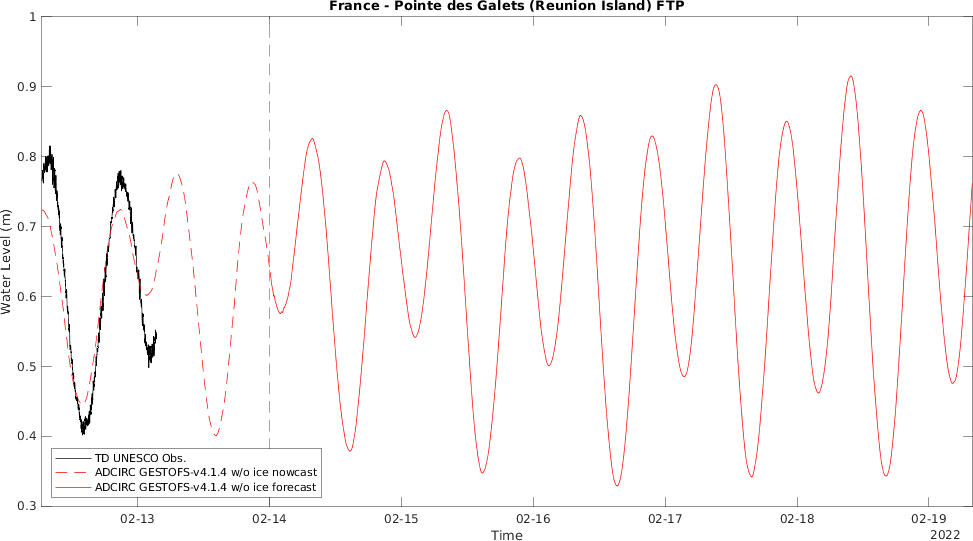 France - Pointe des Galets (Reunion Island) FTP
1
0.9
0.8
0.7
0.6
0.5
0.4
0.3
Water Level (m)
TD UNESCO Obs.
ADCIRC GESTOFS-v4.1.4 w/o ice nowcast
ADCIRC GESTOFS-v4.1.4 w/o ice forecast
02-13 02-14 02-15 02-16 02-17 02-18 02-19
Time
2022